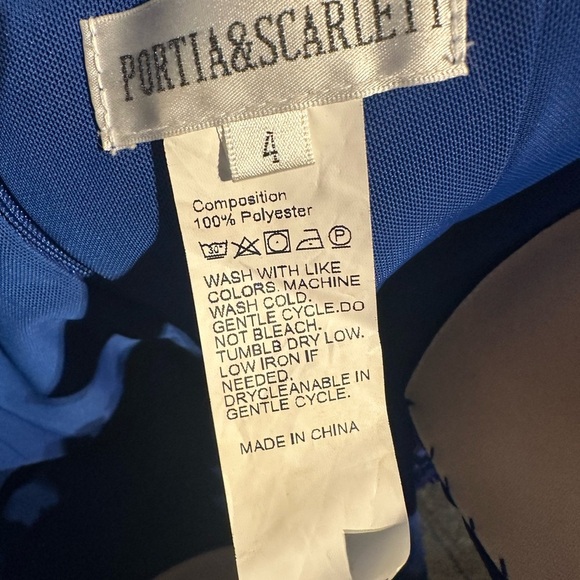 PORTIA&SCARLETT
4
Composition
100% Polyester
30°
P
WASH WITH LIKE
COLORS. MACHINE
WASH COLD.
GENTLE CYCLE.DO
NOT BLEACH.
TUMBLB DRY LOW.
LOW IRON IF
NEEDED.
DRYCLEANABLE IN
GENTLE CYCLE.
MADE IN CHINA